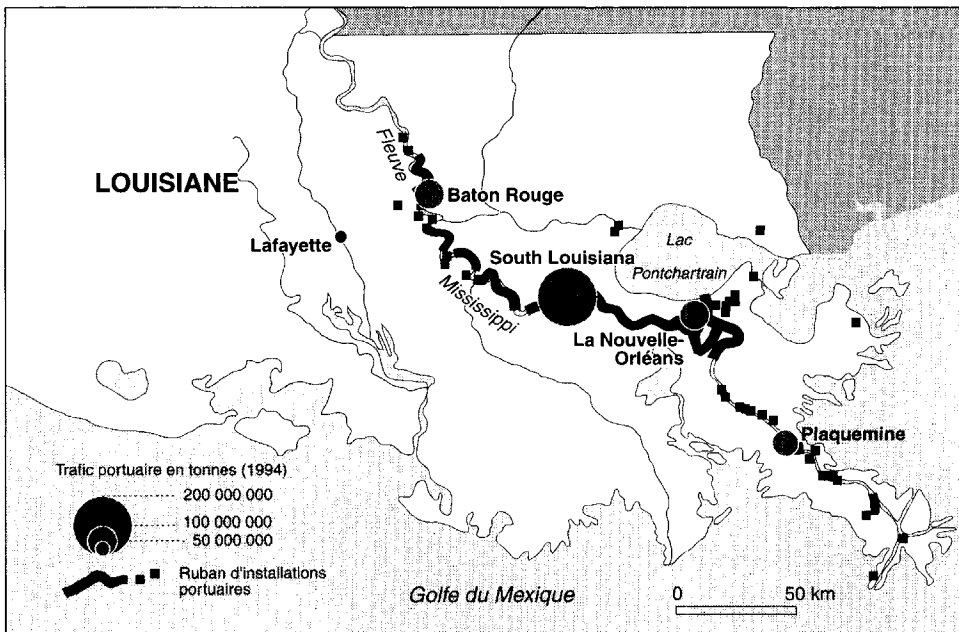 Fleuve
LOUISIANE
Baton Rouge
Lafayette
Lac
Pontchartrain
South Louisiana
Mississippi
La Nouvelle-
Orléans
Plaquemine
Trafic portuaire en tonnes (1994)
200 000 000
100 000 000
50 000 000
Ruban d'installations
portuaires
Golfe du Mexique
0 50 km